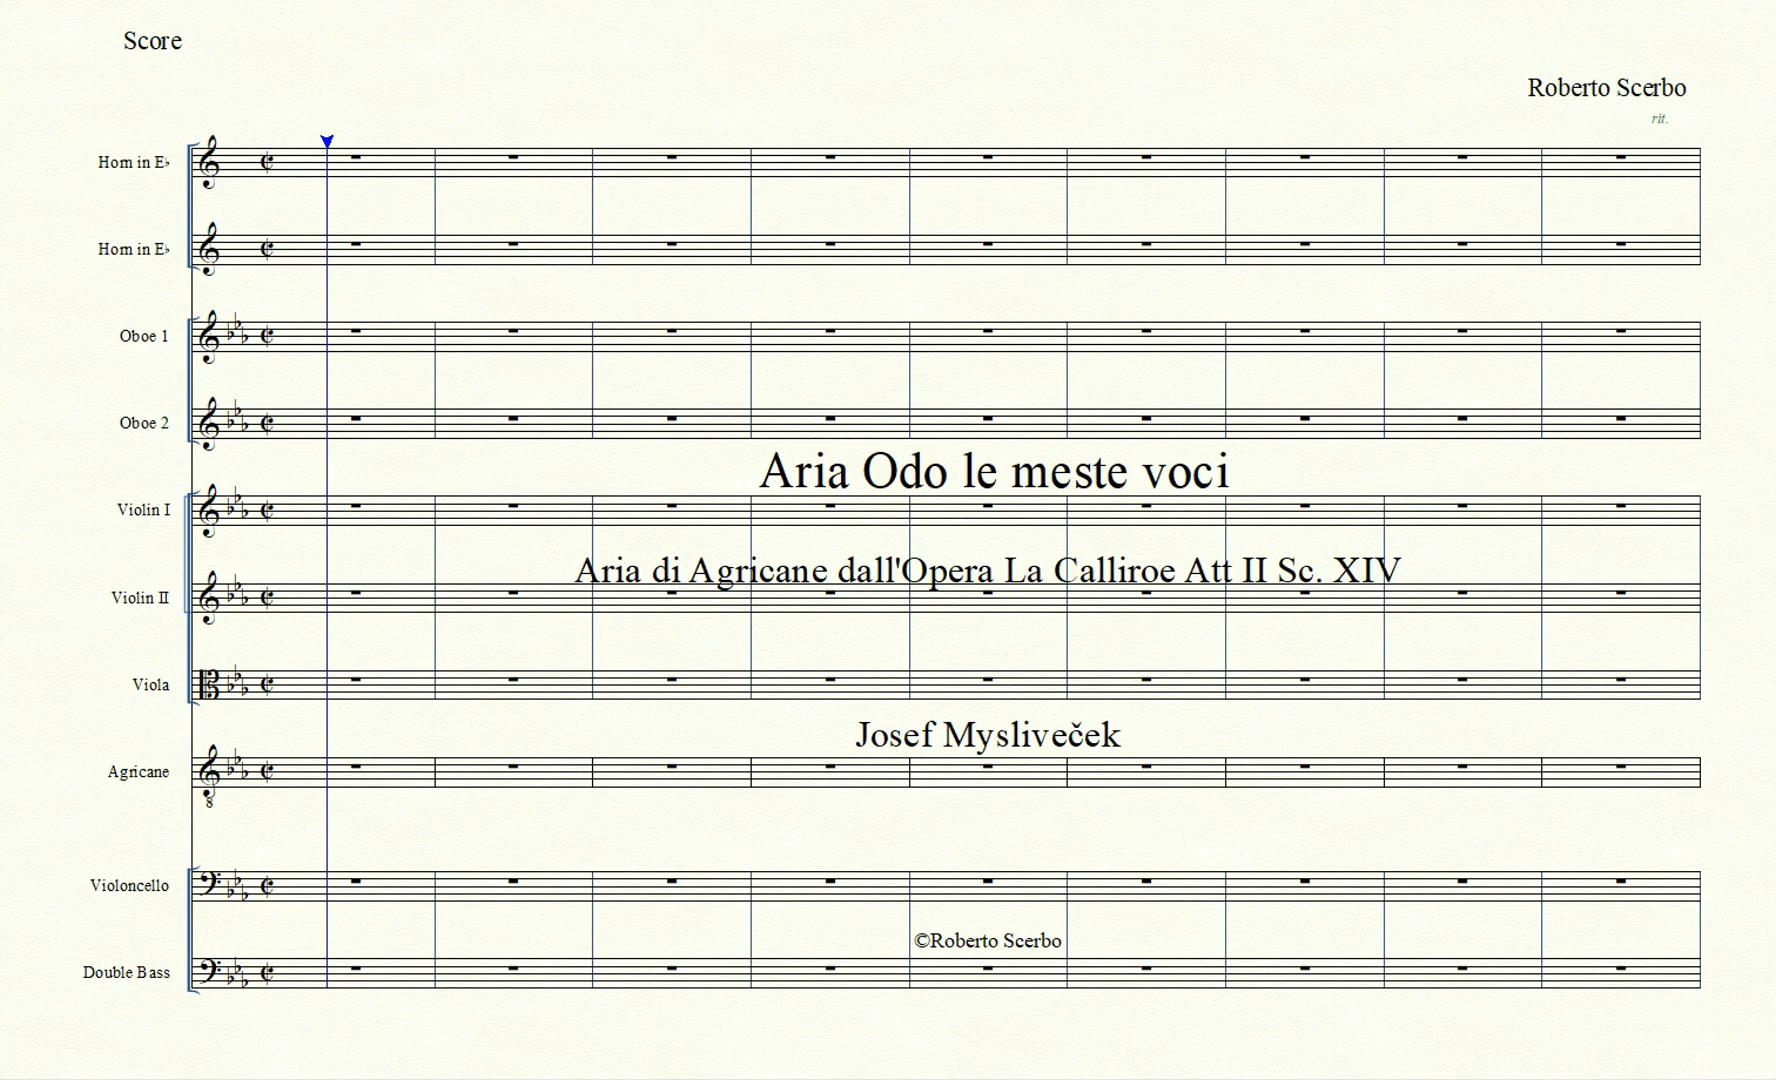 Score
Roberto Scerbo
rit.
Horn in E♭
Horn in E♭
Oboe 1
Oboe 2
Aria Odo le meste voci
Violin I
Aria di Agricane dall'Opera La Calliroe Att II Sc. XIV
Violin II
Viola
Josef Mysliveček
Agricane
8
Violoncello
©Roberto Scerbo
Double Bass